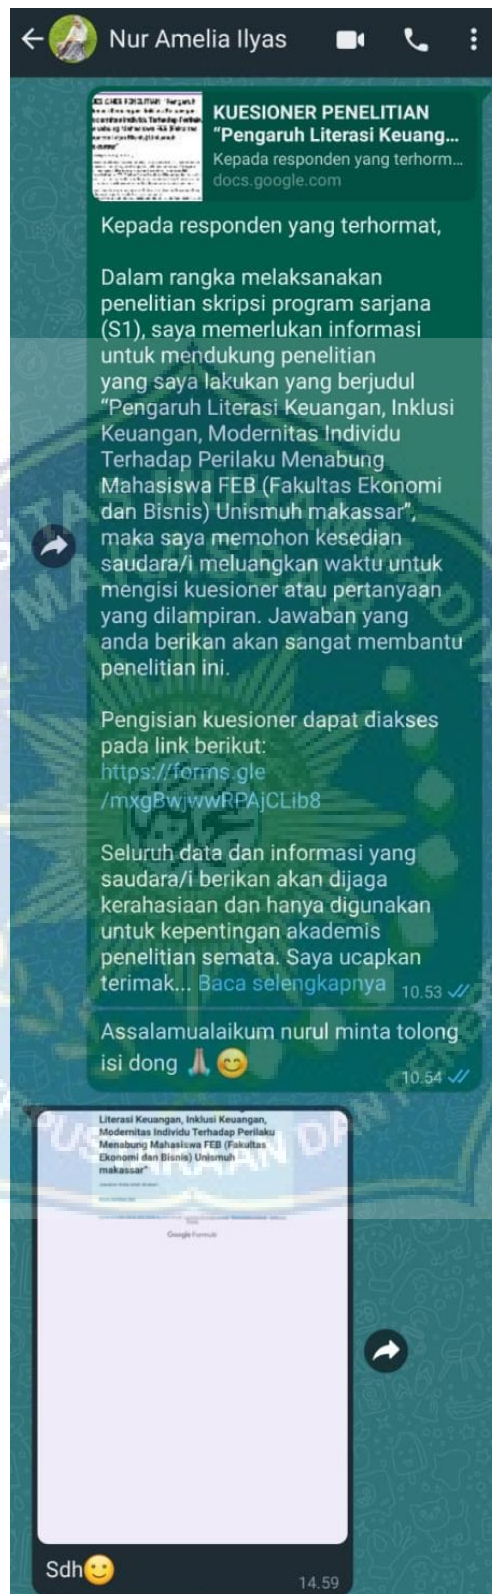 Nur Amelia Ilyas
KUESIONER PENELITIAN
“Pengaruh Literasi Keuang...
Kepada responden yang terhorm...
docs.google.com
Kepada responden yang terhormat,
Dalam rangka melaksanakan
penelitian skripsi program sarjana
(S1), saya memerlukan informasi
untuk mendukung penelitian
yang saya lakukan yang berjudul
“Pengaruh Literasi Keuangan, Inklusi
Keuangan, Modernitas Individu
Terhadap Perilaku Menabung
Mahasiswa FEB (Fakultas Ekonomi
dan Bisnis) Unismuh makassar”,
maka saya memohon kesedian
saudara/i meluangkan waktu untuk
mengisi kuesioner atau pertanyaan
yang dilampiran. Jawaban yang
anda berikan akan sangat membantu
penelitian ini.
Pengisian kuesioner dapat diakses
pada link berikut:
https://forms.gle
/mxgBwjwwRPAjCLib8
Seluruh data dan informasi yang
saudara/i berikan akan dijaga
kerahasiaan dan hanya digunakan
untuk kepentingan akademis
penelitian semata. Saya ucapkan
terimak... Baca selengkapnya 10.53
Assalamualaikum nurul minta tolong
isi dong 🙏🏻😊
10.54
Literasi Keuangan, Inklusi Keuangan,
Modernitas Individu Terhadap Perilaku
Menabung Mahasiswa FEB (Fakultas
Ekonomi dan Bisnis) Unismuh
makassar”
Google Formulir
Sdh🙂
14.59